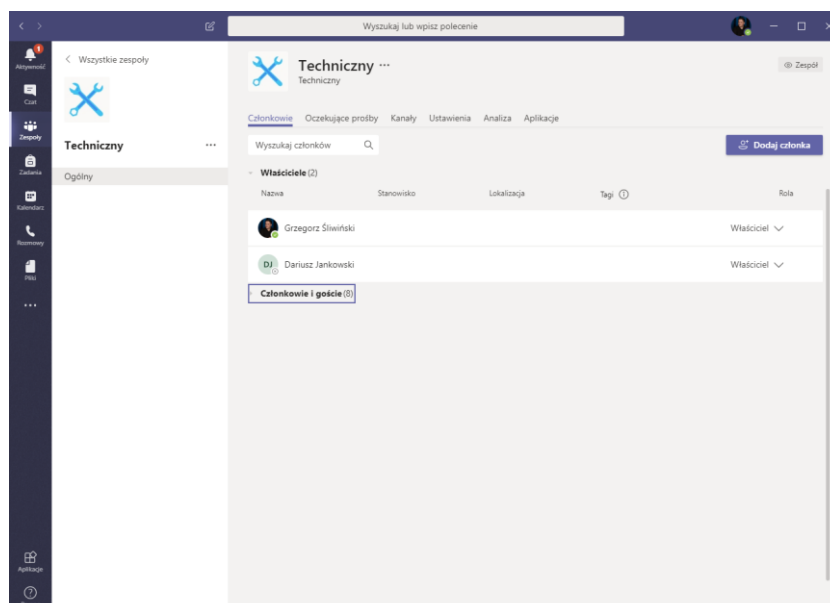 Wyszukaj lub wpisz polecenie
1
Aktywność
Czat
Zespoły
Zadania
Kalendarz
Rozmowy
Pliki
Aplikacje
Wszystkie zespoły
Techniczny
Ogólny
Techniczny
Techniczny
Zespół
Członkowie Oczekujące prośby Kanały Ustawienia Analiza Aplikacje
Wyszukaj członków
Dodaj członka
Właściciele (2)
Nazwa Stanowisko Lokalizacja Tagi Rola
Grzegorz Śliwiński Właściciel
DJ Dariusz Jankowski Właściciel
Członkowie i goście (8)